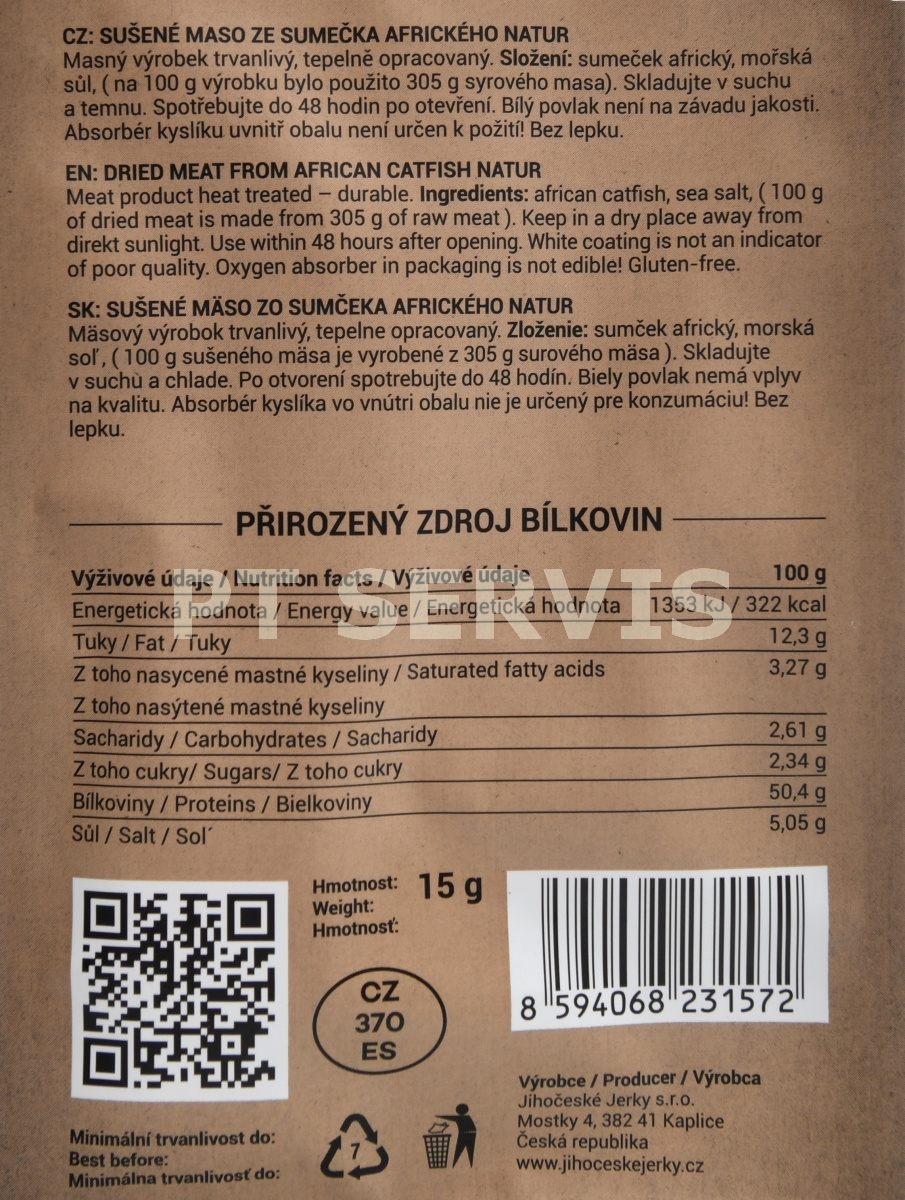 CZ: SUŠENÉ MASO ZE SUMEČKA AFRICKÉHO NATUR
Masný výrobek trvanlivý, tepelně opracovaný. Složení: sumeček africký, mořská
sůl, ( na 100 g výrobku bylo použito 305 g syrového masa). Skladujte v suchu
a temnu. Spotřebujte do 48 hodin po otevření. Bílý povlak není na závadu jakosti.
Absorbér kyslíku uvnitř obalu není určen k požití! Bez lepku.
EN: DRIED MEAT FROM AFRICAN CATFISH NATUR
Meat product heat treated – durable. Ingredients: african catfish, sea salt, ( 100 g
of dried meat is made from 305 g of raw meat ). Keep in a dry place away from
direkt sunlight. Use within 48 hours after opening. White coating is not an indicator
of poor quality. Oxygen absorber in packaging is not edible! Gluten-free.
SK: SUŠENÉ MÄSO ZO SUMČEKA AFRICKÉHO NATUR
Mäsový výrobok trvanlivý, tepelne opracovaný. Zloženie: sumček africký, morská
soľ, ( 100 g sušeného mäsa je vyrobené z 305 g surového mäsa ). Skladujte
v suchu a chlade. Po otvorení spotrebujte do 48 hodín. Biely povlak nemá vplyv
na kvalitu. Absorbér kyslíka vo vnútri obalu nie je určený pre konzumáciu! Bez
lepku.
PŘIROZENÝ ZDROJ BÍLKOVIN
Výživové údaje / Nutrition facts / Výživové údaje 100 g
Energetická hodnota / Energy value / Energetická hodnota 1353 kJ / 322 kcal
PT SERVIS
Tuky / Fat / Tuky 12,3 g
Z toho nasycené mastné kyseliny / Saturated fatty acids 3,27 g
Z toho nasýtené mastné kyseliny
Sacharidy / Carbohydrates / Sacharidy 2,61 g
Z toho cukry/ Sugars/ Z toho cukry 2,34 g
Bílkoviny / Proteins / Bielkoviny 50,4 g
Sůl / Salt / Sol´ 5,05 g
Hmotnost: 15 g
Weight:
Hmotnosť:
CZ
370
ES
8 594068 231572
Výrobce / Producer / Výrobca
Jihočeské Jerky s.r.o.
Mostky 4, 382 41 Kaplice
Česká republika
www.jihoceskejerky.cz
7
Minimální trvanlivost do:
Best before:
Minimálna trvanlivosť do: